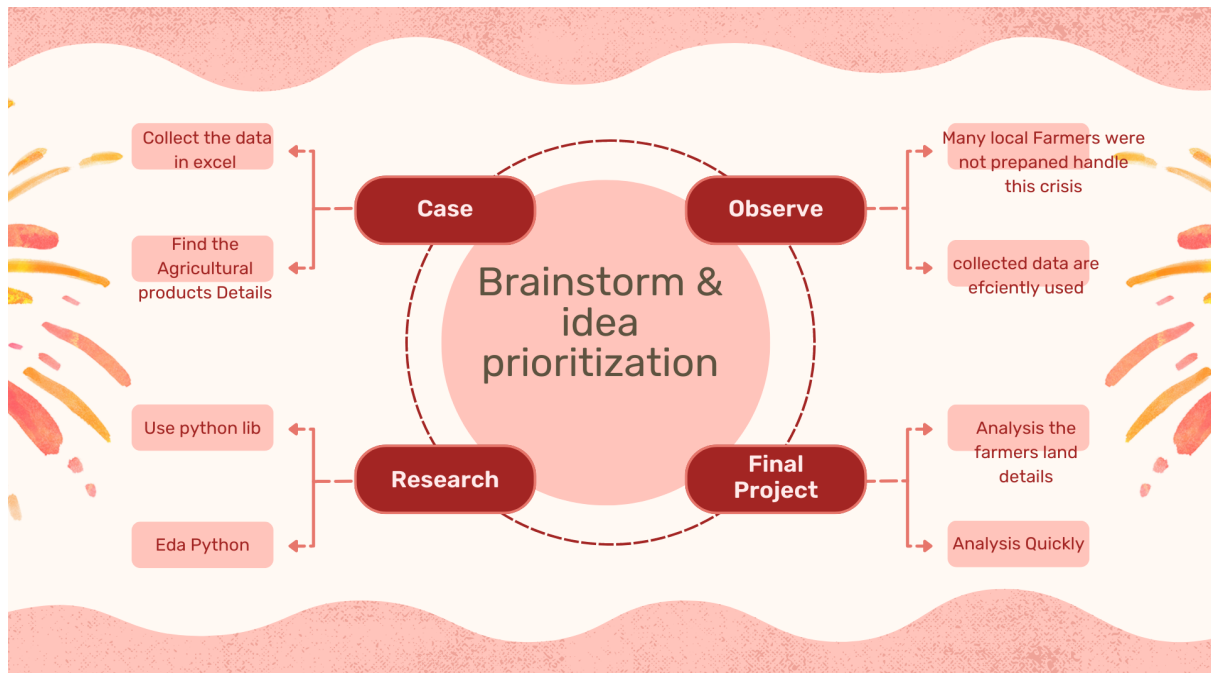 Collect the data
in excel
Find the
Agricultural
products Details
Case
Observe
Many local Farmers were
not prepaned handle
this crisis
collected data are
efciently used
Brainstorm &
idea
prioritization
Use python lib
Eda Python
Research
Final
Project
Analysis the
farmers land
details
Analysis Quickly